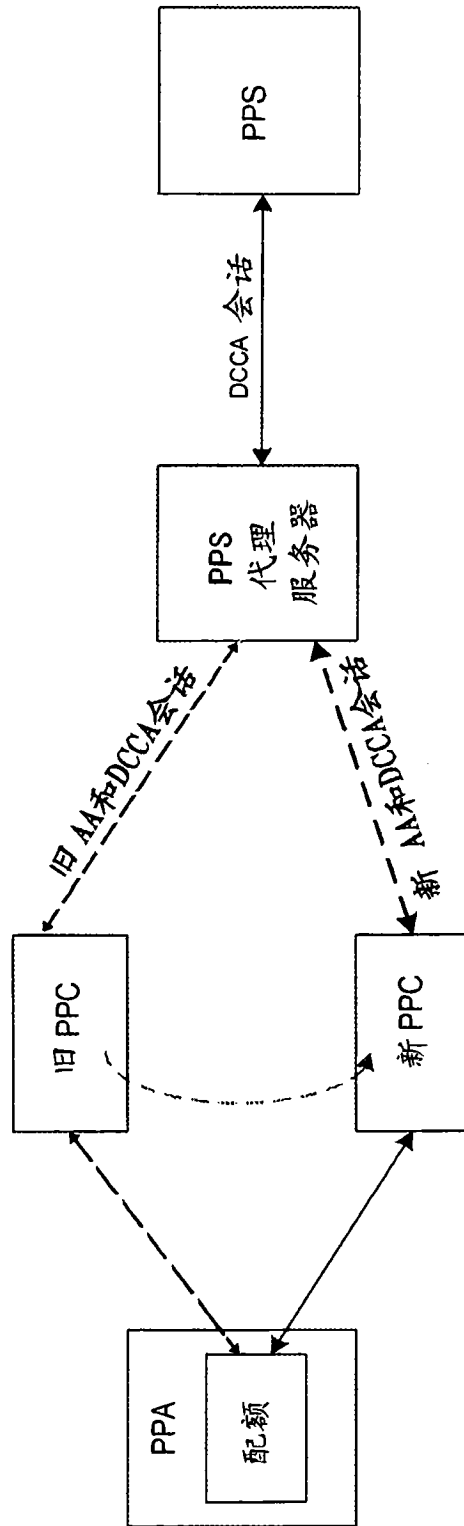 PPA
配额
旧 PPC
新 PPC
旧 AA和DCCA会话
新 AA和DCCA会话
PPS
代理
服务器
DCCA 会话
PPS